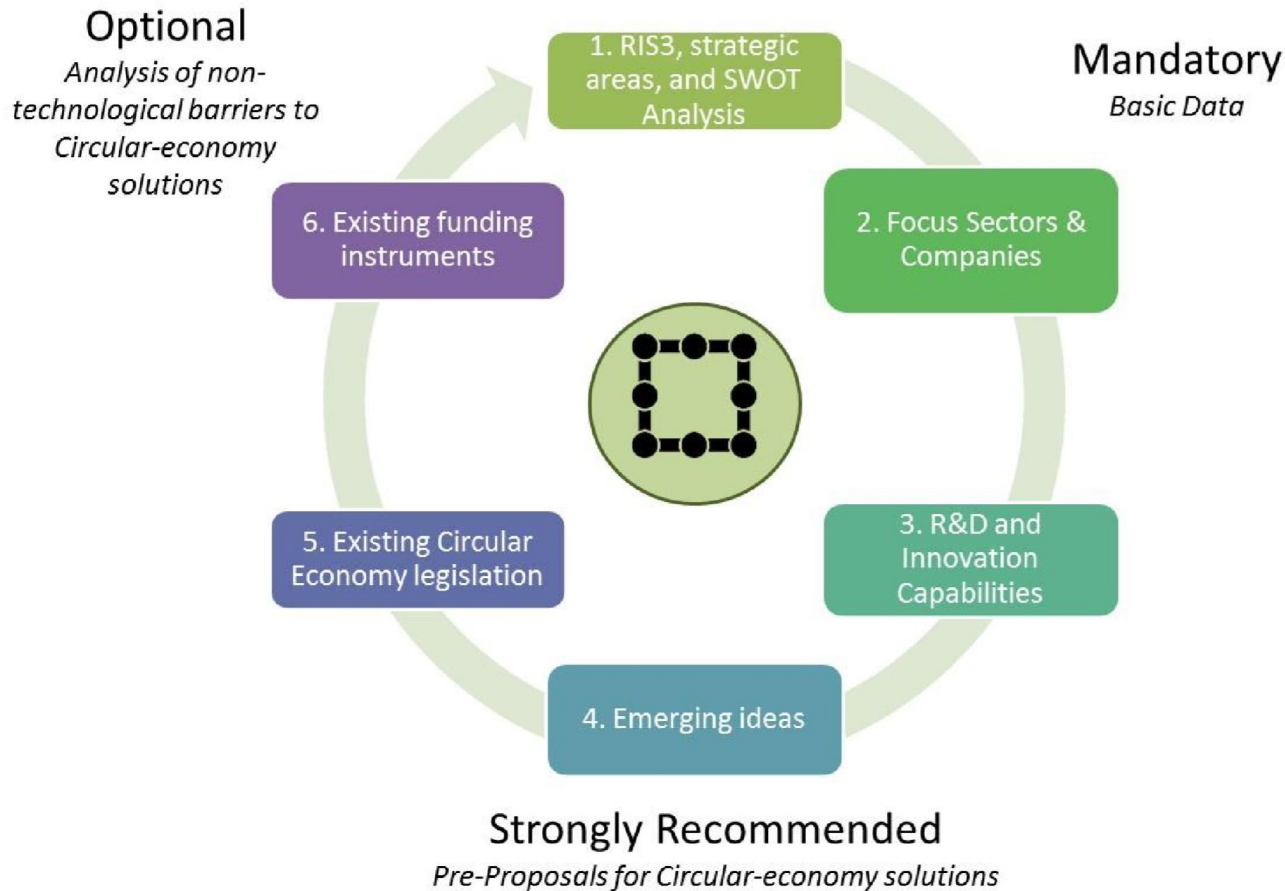 Optional
Analysis of non-
technological barriers to
Circular-economy
solutions
1. RIS3, strategic
areas, and SWOT
Analysis
Mandatory
Basic Data
2. Focus Sectors &
Companies
3. R&D and
Innovation
Capabilities
4. Emerging ideas
5. Existing Circular
Economy legislation
6. Existing funding
instruments
Strongly Recommended
Pre-Proposals for Circular-economy solutions